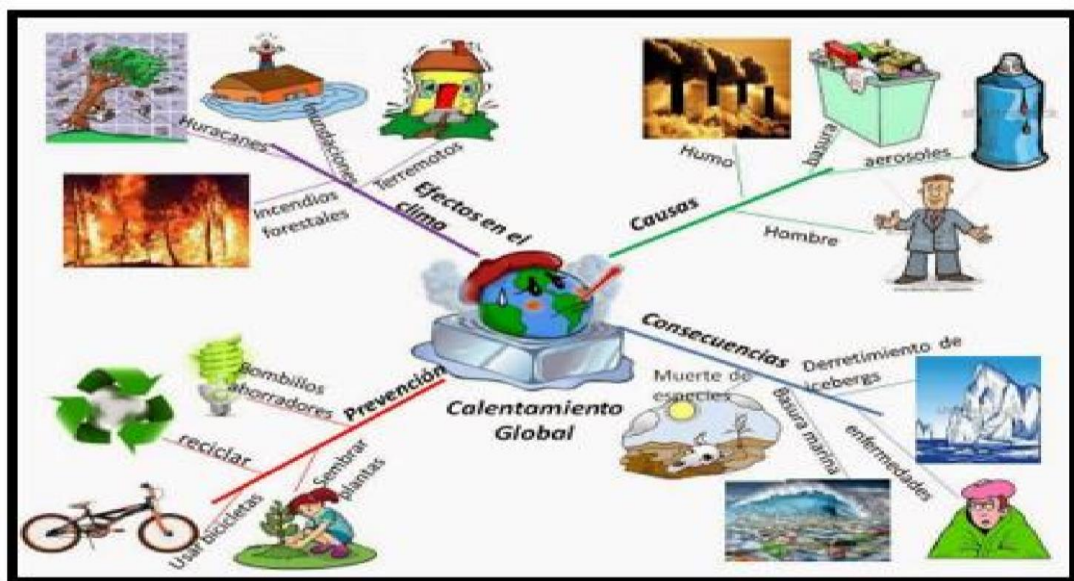 Huracanes
Inundaciones
Terremotos
Incendios
forestales
Efectos en el
clima
Causas
Humo
basura
aerosoles
Hombre
Consecuencias
Derretimiento de
icebergs
Muerte de
especies
Basura marina
enfermedades
Calentamiento
Global
Prevención
Bombillos
ahorradores
reciclar
Sembrar
plantas
Usar bicicletas